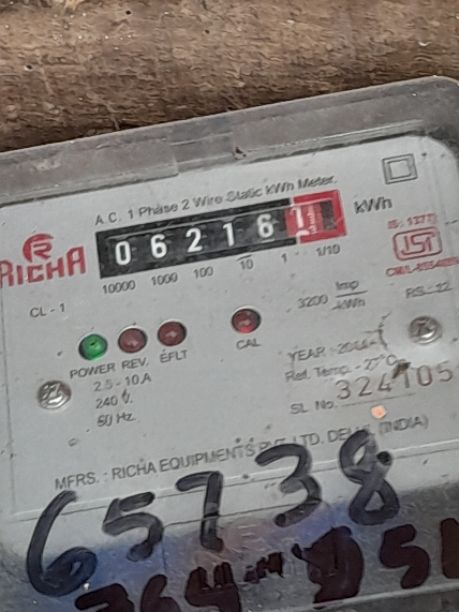 A.C. 1 Phase 2 Wire Static kWh Meter.
RICHA
0 6 2 1 6
kWh
10000 1000 100 10 1 1/10
CL - 1
3200 Imp/kWh
RS-12
POWER REV. EFLT
CAL
2.5 - 10 A
240 V.
50 Hz.
Ref. Temp. - 27°C
SL No. 324105
MFRS. : RICHA EQUIPMENTS PVT. LTD. DELHI (INDIA)
65738